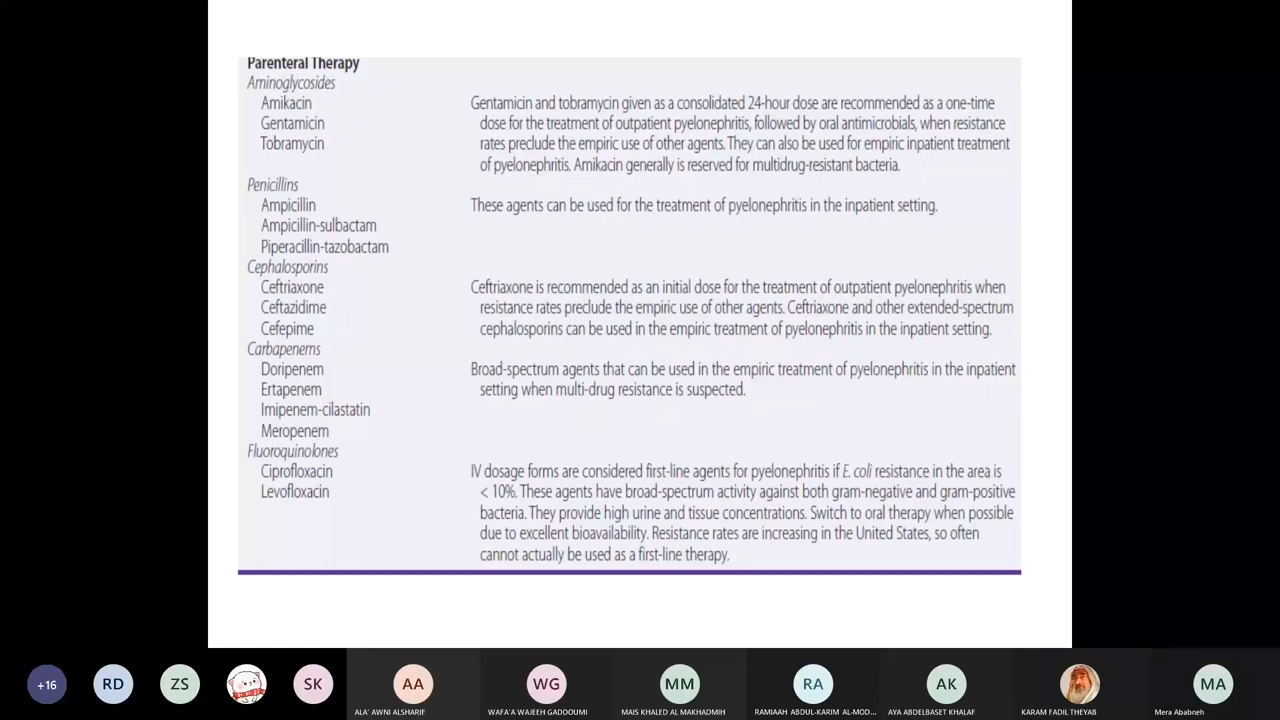 Parenteral Therapy
Aminoglycosides
Amikacin
Gentamicin
Tobramycin
Gentamicin and tobramycin given as a consolidated 24-hour dose are recommended as a one-time
dose for the treatment of outpatient pyelonephritis, followed by oral antimicrobials, when resistance
rates preclude the empiric use of other agents. They can also be used for empiric inpatient treatment
of pyelonephritis. Amikacin generally is reserved for multidrug-resistant bacteria.
Penicillins
Ampicillin
Ampicillin-sulbactam
Piperacillin-tazobactam
These agents can be used for the treatment of pyelonephritis in the inpatient setting.
Cephalosporins
Ceftriaxone
Ceftazidime
Cefepime
Ceftriaxone is recommended as an initial dose for the treatment of outpatient pyelonephritis when
resistance rates preclude the empiric use of other agents. Ceftriaxone and other extended-spectrum
cephalosporins can be used in the empiric treatment of pyelonephritis in the inpatient setting.
Carbapenems
Doripenem
Ertapenem
Imipenem-cilastatin
Meropenem
Broad-spectrum agents that can be used in the empiric treatment of pyelonephritis in the inpatient
setting when multi-drug resistance is suspected.
Fluoroquinolones
Ciprofloxacin
Levofloxacin
IV dosage forms are considered first-line agents for pyelonephritis if E. coli resistance in the area is
< 10%. These agents have broad-spectrum activity against both gram-negative and gram-positive
bacteria. They provide high urine and tissue concentrations. Switch to oral therapy when possible
due to excellent bioavailability. Resistance rates are increasing in the United States, so often
cannot actually be used as a first-line therapy.
+16
RD
ZS
SK
AA
WG
MM
RA
AK
MA
ALA' AWNI ALSHARIF
WAFA'A WAJEEH GADDOUMI
MAIS KHALED AL MAKHADMIH
RAMIAAH ABDUL-KARIM AL-MOD...
AYA ABDELBASET KHALAF
KARAM FADIL THEYAB
Mera Ababneh